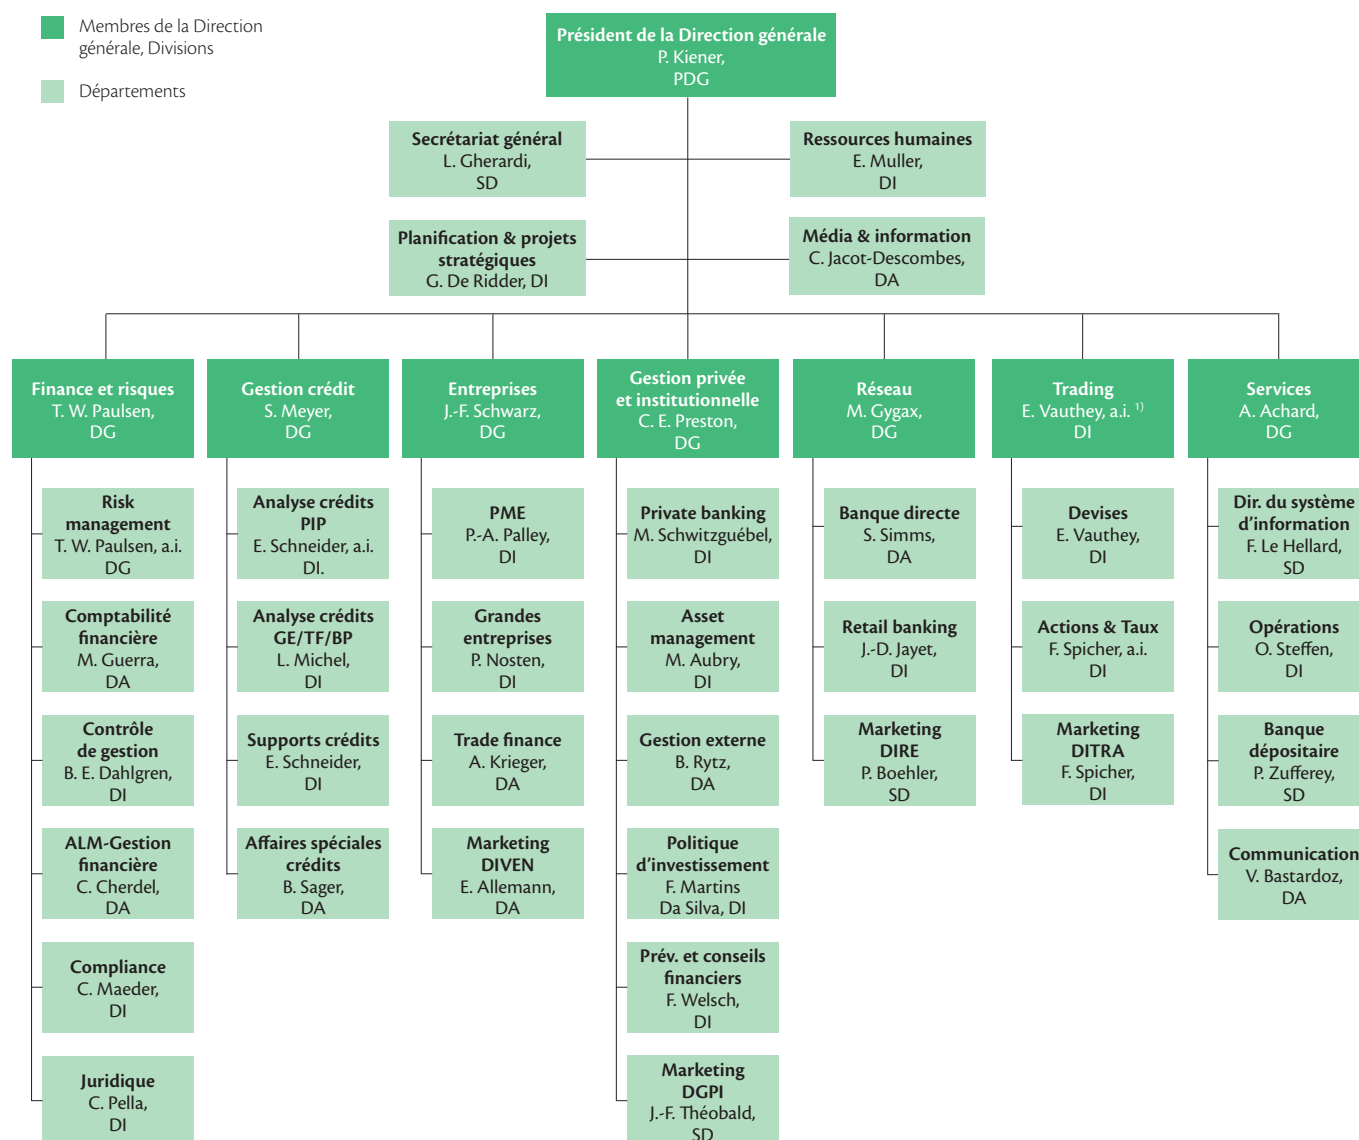 Membres de la Direction
générale, Divisions
Départements
Président de la Direction générale
P. Kiener,
PDG
Secrétariat général
L. Gherardi,
SD
Ressources humaines
E. Muller,
DI
Planification & projets
stratégiques
G. De Ridder, DI
Média & information
C. Jacot-Descombes,
DA
Finance et risques
T. W. Paulsen,
DG
Risk
management
T. W. Paulsen, a.i.
DG
Comptabilité
financière
M. Guerra,
DA
Contrôle
de gestion
B. E. Dahlgren,
DI
ALM-Gestion
financière
C. Cherdel,
DA
Compliance
C. Maeder,
DI
Juridique
C. Pella,
DI
Gestion crédit
S. Meyer,
DG
Analyse crédits
PIP
E. Schneider, a.i.
DI.
Analyse crédits
GE/TF/BP
L. Michel,
DI
Supports crédits
E. Schneider,
DI
Affaires spéciales
crédits
B. Sager,
DA
Entreprises
J.-F. Schwarz,
DG
PME
P.-A. Palley,
DI
Grandes
entreprises
P. Nosten,
DI
Trade finance
A. Krieger,
DA
Marketing
DIVEN
E. Allemann,
DA
Gestion privée
et institutionnelle
C. E. Preston,
DG
Private banking
M. Schwitzguébel,
DI
Asset
management
M. Aubry,
DI
Gestion externe
B. Rytz,
DA
Politique
d’investissement
F. Martins
Da Silva, DI
Prév. et conseils
financiers
F. Welsch,
DI
Marketing
DGPI
J.-F. Théobald,
SD
Réseau
M. Gygax,
DG
Banque directe
S. Simms,
DA
Retail banking
J.-D. Jayet,
DI
Marketing
DIRE
P. Boehler,
SD
Trading
E. Vauthey, a.i. 1)
DI
Devises
E. Vauthey,
DI
Actions & Taux
F. Spicher, a.i.
DI
Marketing
DITRA
F. Spicher,
DI
Services
A. Achard,
DG
Dir. du système
d’information
F. Le Hellard,
SD
Opérations
O. Steffen,
DI
Banque
dépositaire
P. Zufferey,
SD
Communication
V. Bastardoz,
DA